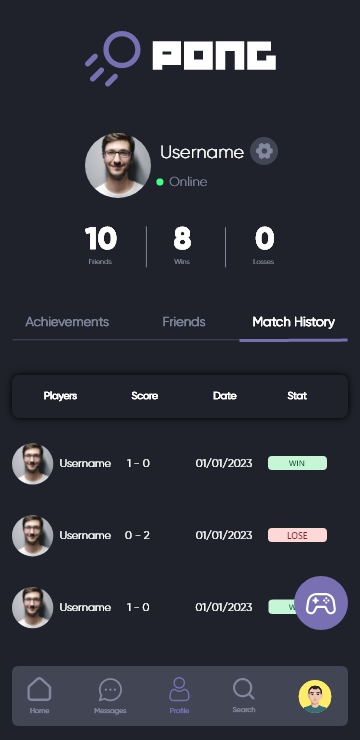 PONG
Username
Online
10 8 0
Friends Wins Losses
Achievements Friends Match History
Players Score Date Stat
Username 1 - 0 01/01/2023 WIN
Username 0 - 2 01/01/2023 LOSE
Username 1 - 0 01/01/2023
Home Messages Profile Search